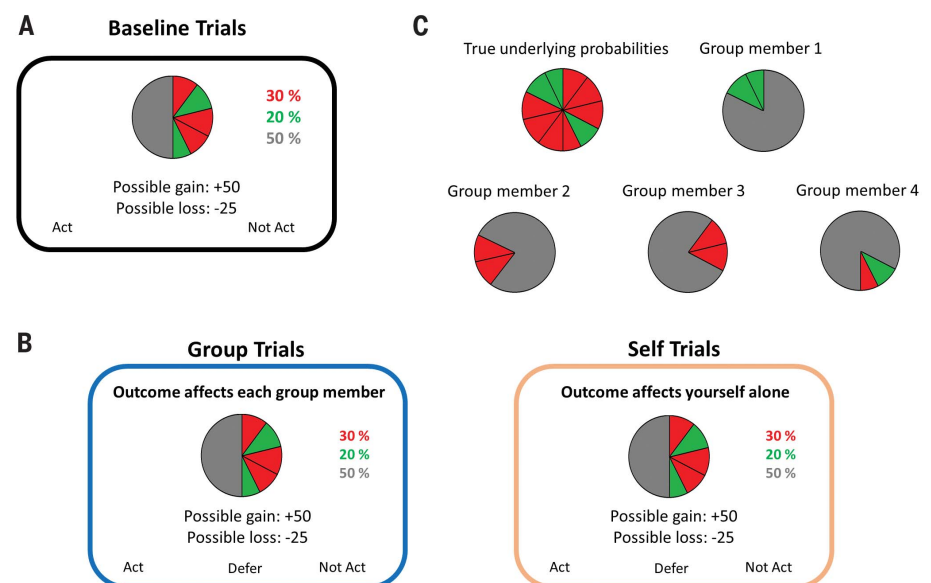 A
Baseline Trials
30 %
20 %
50 %
Possible gain: +50
Possible loss: -25
Act
Not Act
C
True underlying probabilities
Group member 1
Group member 2
Group member 3
Group member 4
B
Group Trials
Outcome affects each group member
30 %
20 %
50 %
Possible gain: +50
Possible loss: -25
Act
Defer
Not Act
Self Trials
Outcome affects yourself alone
30 %
20 %
50 %
Possible gain: +50
Possible loss: -25
Act
Defer
Not Act